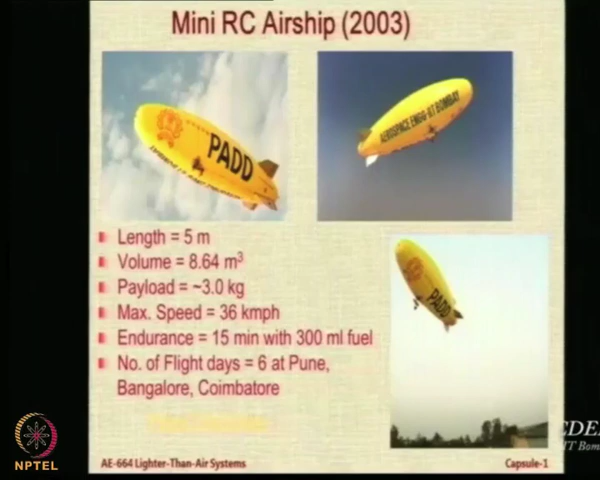 Mini RC Airship (2003)
PADD
AEROSPACE ENGG-IIT BOMBAY
Length = 5 m
Volume = 8.64 m³
Payload = ~3.0 kg
Max. Speed = 36 kmph
Endurance = 15 min with 300 ml fuel
No. of Flight days = 6 at Pune,
Bangalore, Coimbatore
PADD
NPTEL
AE-664 Lighter-Than-Air Systems
Capsule-1